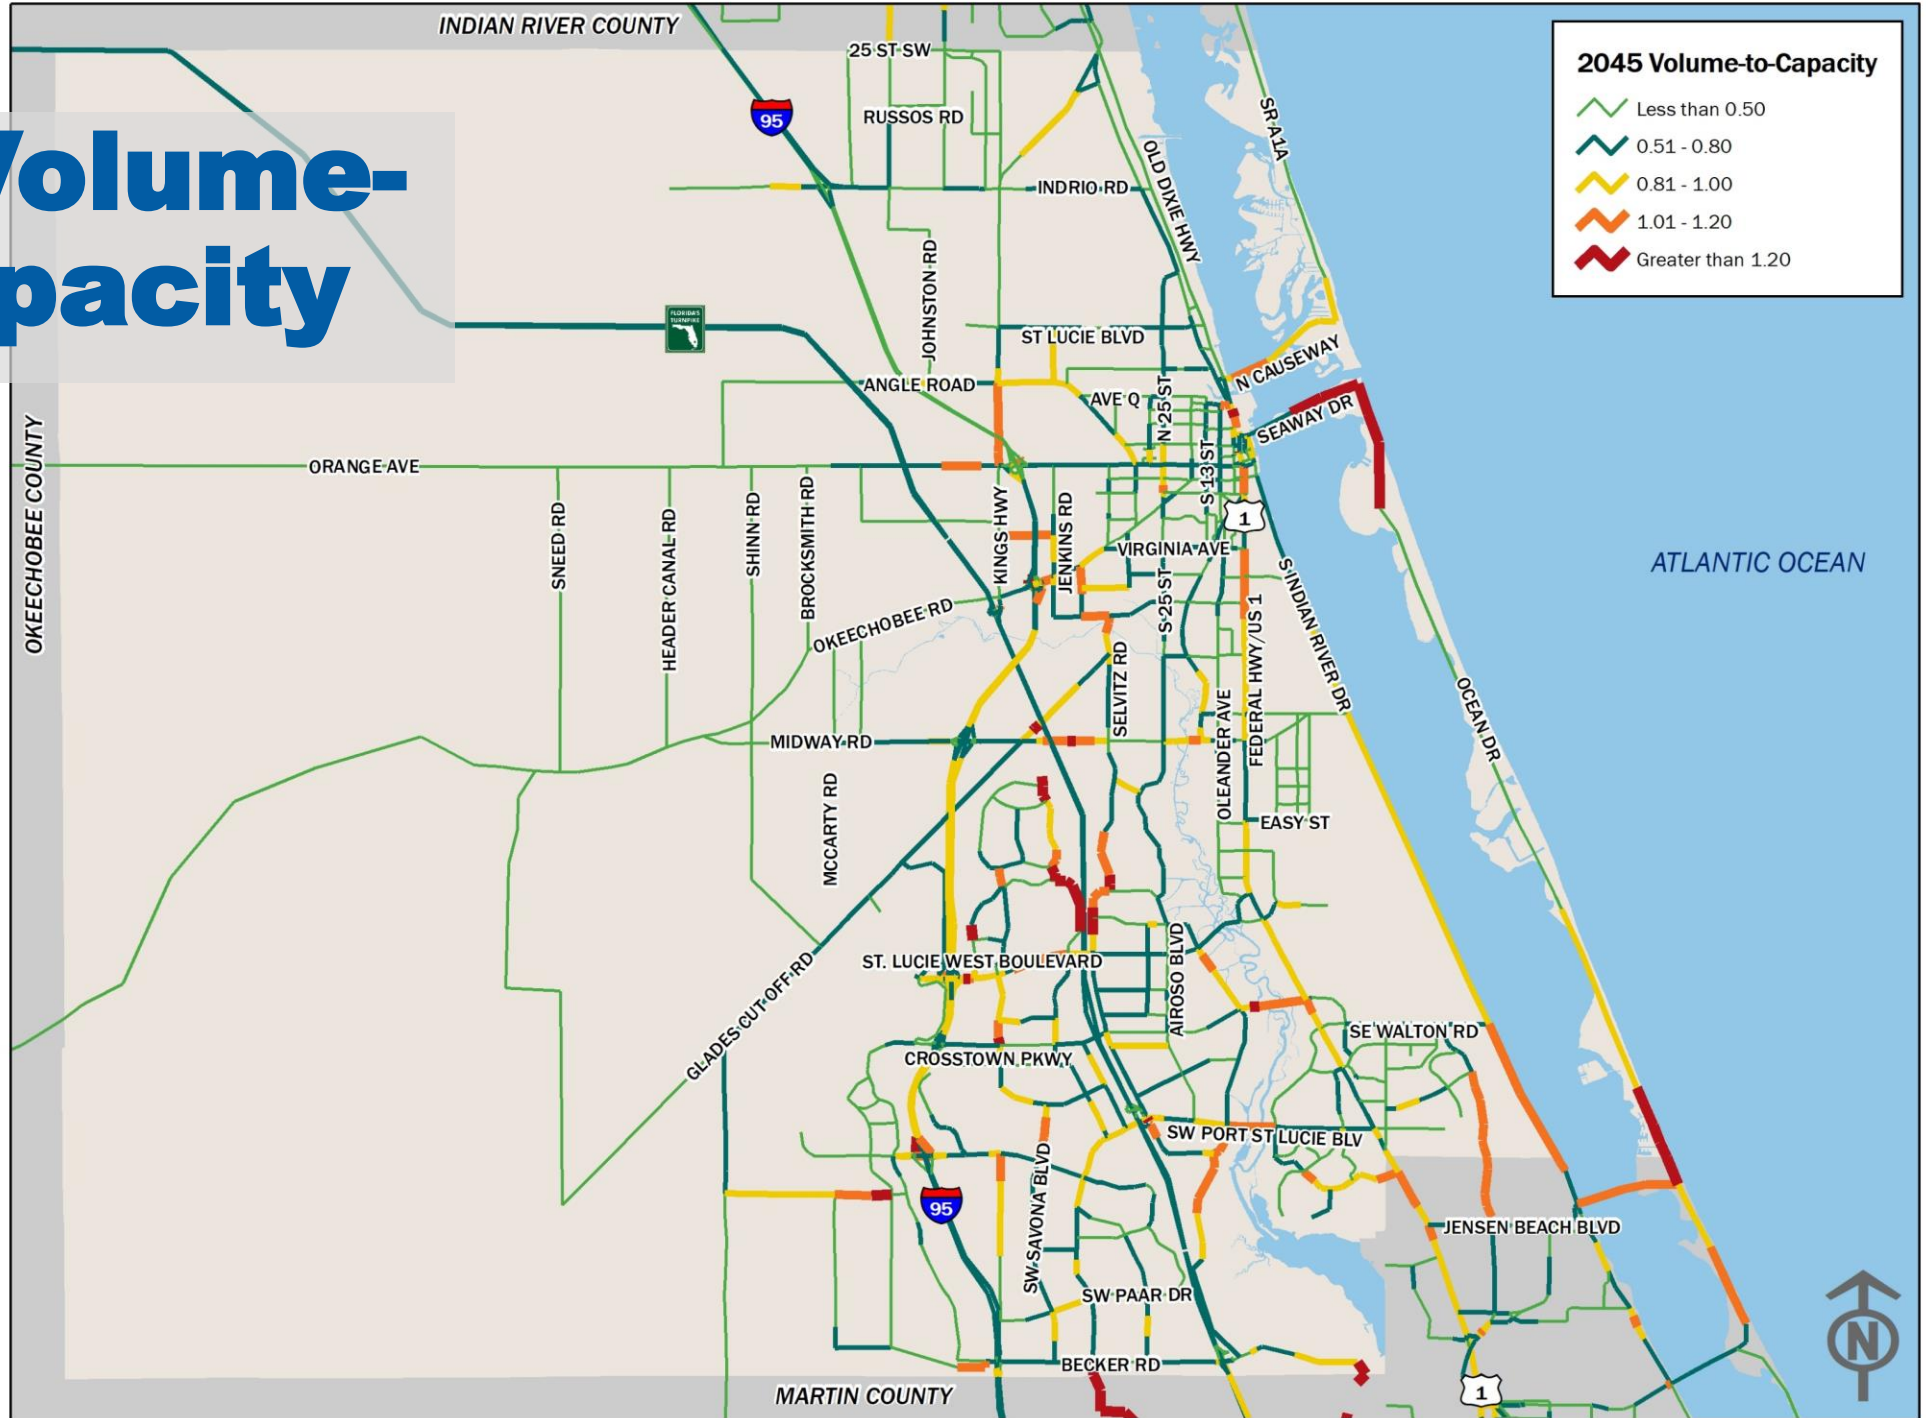 INDIAN RIVER COUNTY
25 ST SW
95
RUSSOS RD
SR A1A
2045 Volume-to-Capacity
Less than 0.50
0.51 - 0.80
0.81 - 1.00
1.01 - 1.20
Greater than 1.20
Volume-
pacity
OLD DIXIE HWY
INDRIO RD
JOHNSTON RD
FLORIDA'S
TURNPIKE
ST LUCIE BLVD
N CAUSEWAY
ANGLE ROAD
AVE Q
N 25 ST
SEAWAY DR
OKEECHOBEE COUNTY
ORANGE AVE
S 13 ST
SNEED RD
HEADER CANAL RD
SHINN RD
BROCKSMITH RD
KINGS HWY
JENKINS RD
1
VIRGINIA AVE
ATLANTIC OCEAN
S 25 ST
S INDIAN RIVER DR
OKEECHOBEE RD
SELVITZ RD
FEDERAL HWY/US 1
OLEANDER AVE
OCEAN DR
MIDWAY RD
MCCARTY RD
EASY ST
ST. LUCIE WEST BOULEVARD
AIROSO BLVD
GLADES CUT OFF RD
SE WALTON RD
CROSSTOWN PKWY
SW PORT ST LUCIE BLV
SW SAVONA BLVD
95
JENSEN BEACH BLVD
SW PAAR DR
BECKER RD
MARTIN COUNTY
1
N